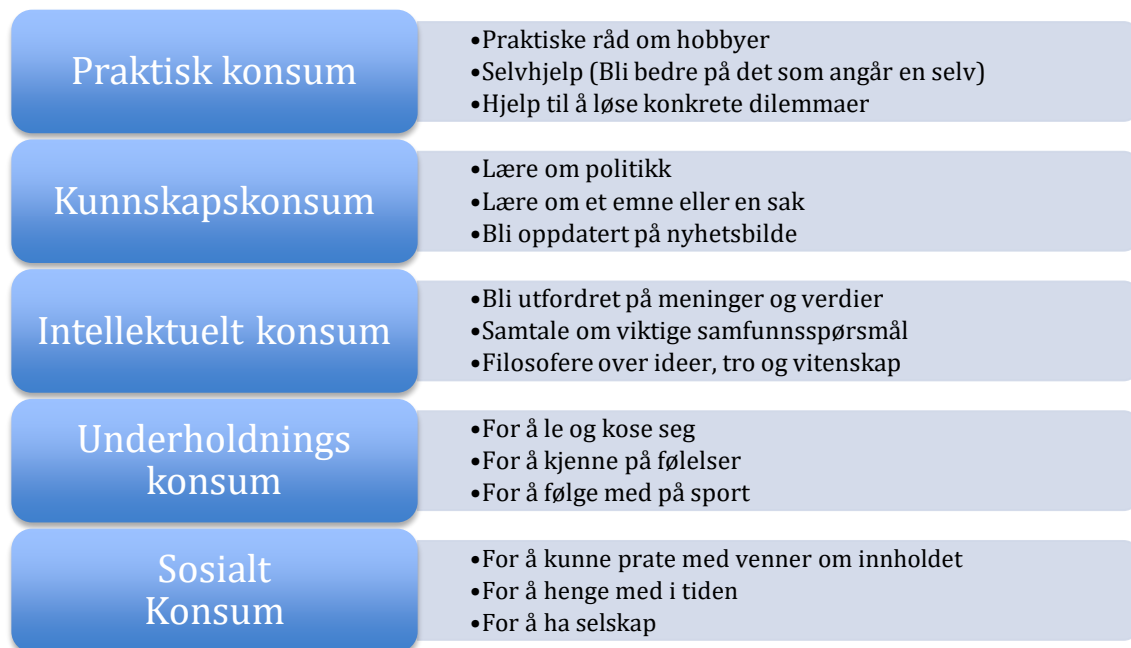 Praktisk konsum
•Praktiske råd om hobbyer
•Selvhjelp (Bli bedre på det som angår en selv)
•Hjelp til å løse konkrete dilemmaer
Kunnskapskonsum
•Lære om politikk
•Lære om et emne eller en sak
•Bli oppdatert på nyhetsbilde
Intellektuelt konsum
•Bli utfordret på meninger og verdier
•Samtale om viktige samfunnsspørsmål
•Filosofere over ideer, tro og vitenskap
Underholdnings
konsum
•For å le og kose seg
•For å kjenne på følelser
•For å følge med på sport
Sosialt
Konsum
•For å kunne prate med venner om innholdet
•For å henge med i tiden
•For å ha selskap